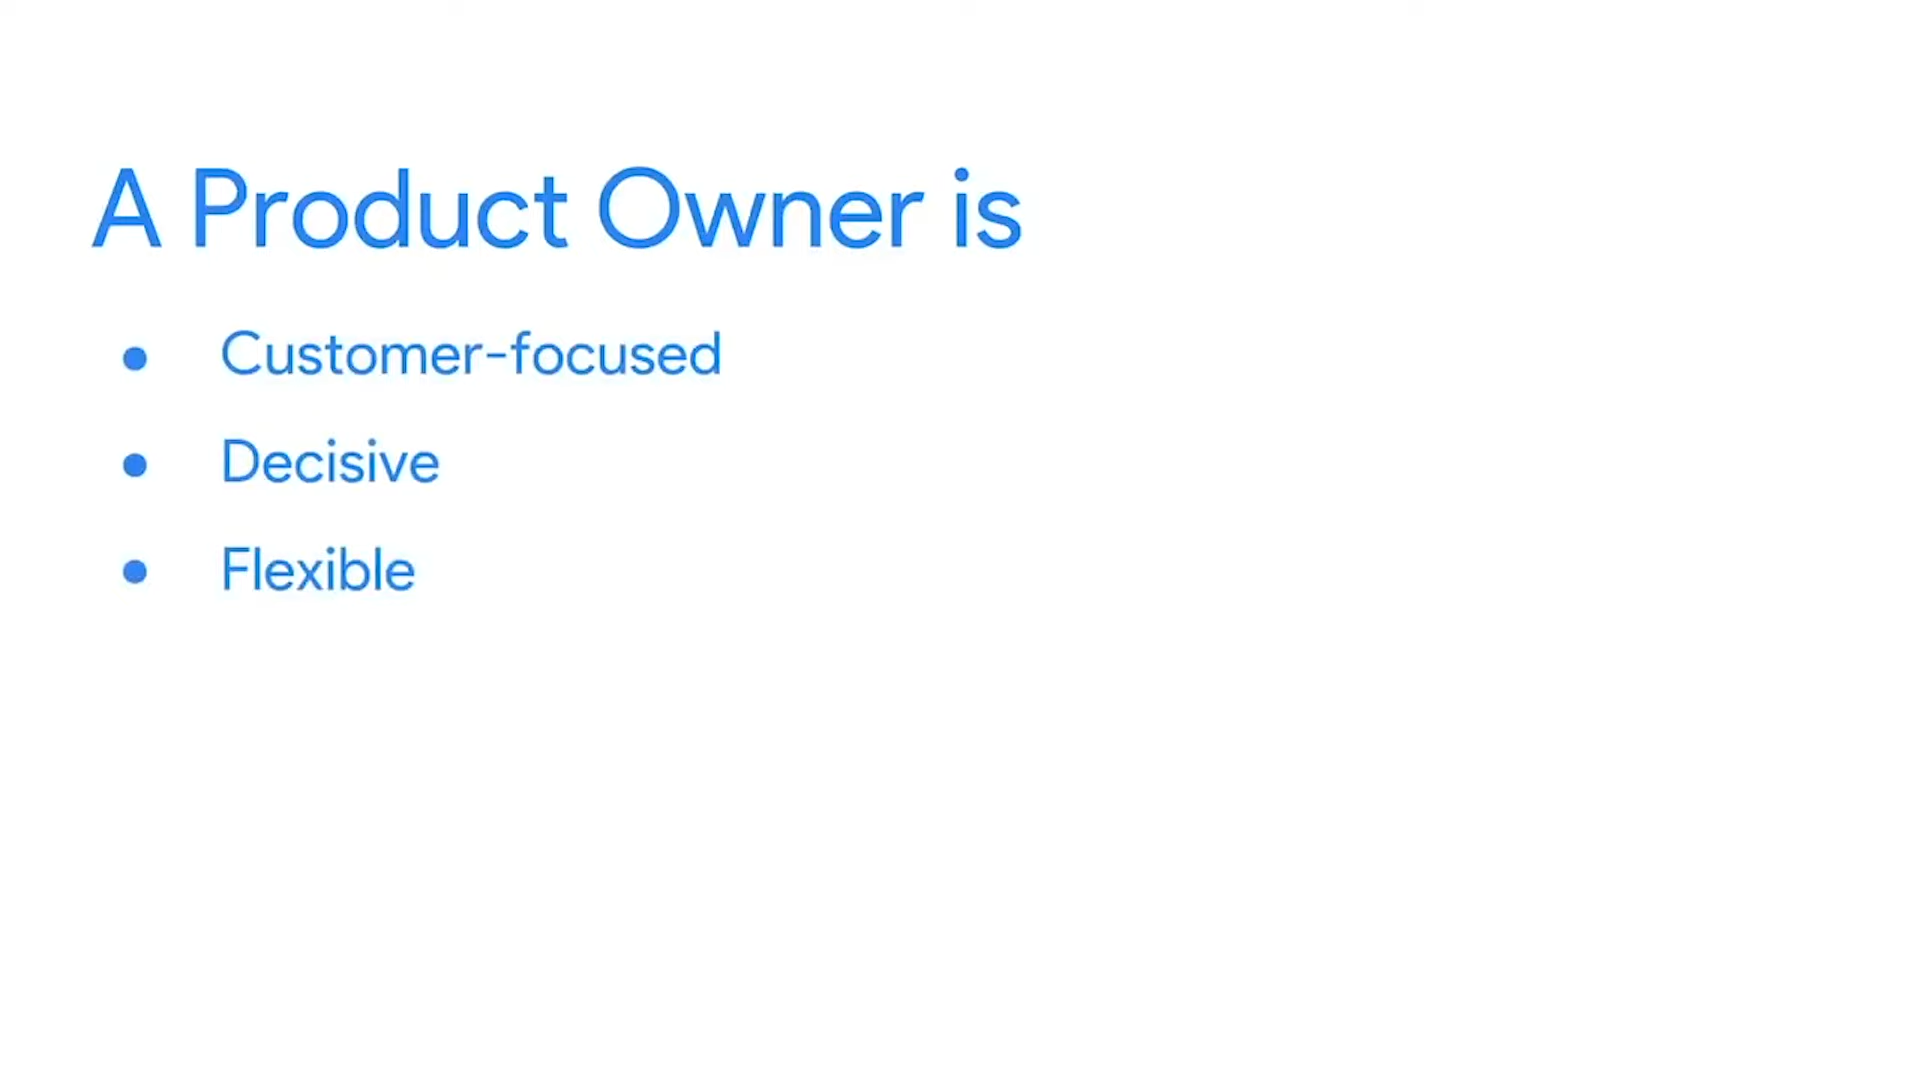 A Product Owner is
● Customer-focused
● Decisive
● Flexible